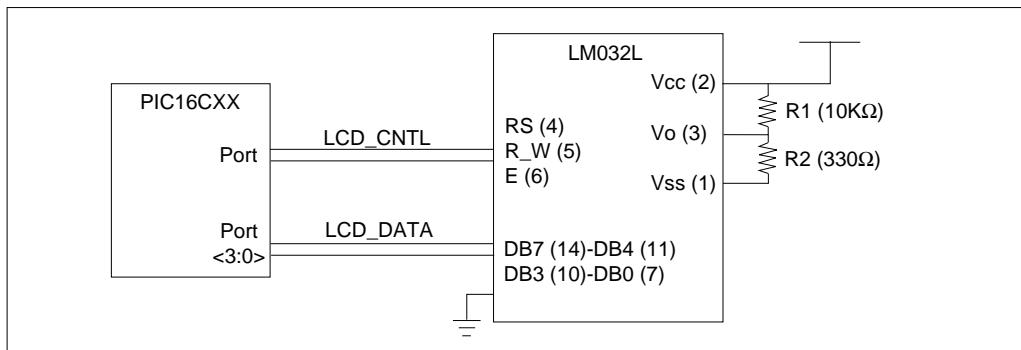 LM032L
Vcc (2)
PIC16CXX
R1 (10KΩ)
LCD_CNTL
RS (4)
Vo (3)
Port
R_W (5)
R2 (330Ω)
E (6)
Vss (1)
Port
LCD_DATA
<3:0>
DB7 (14)-DB4 (11)
DB3 (10)-DB0 (7)